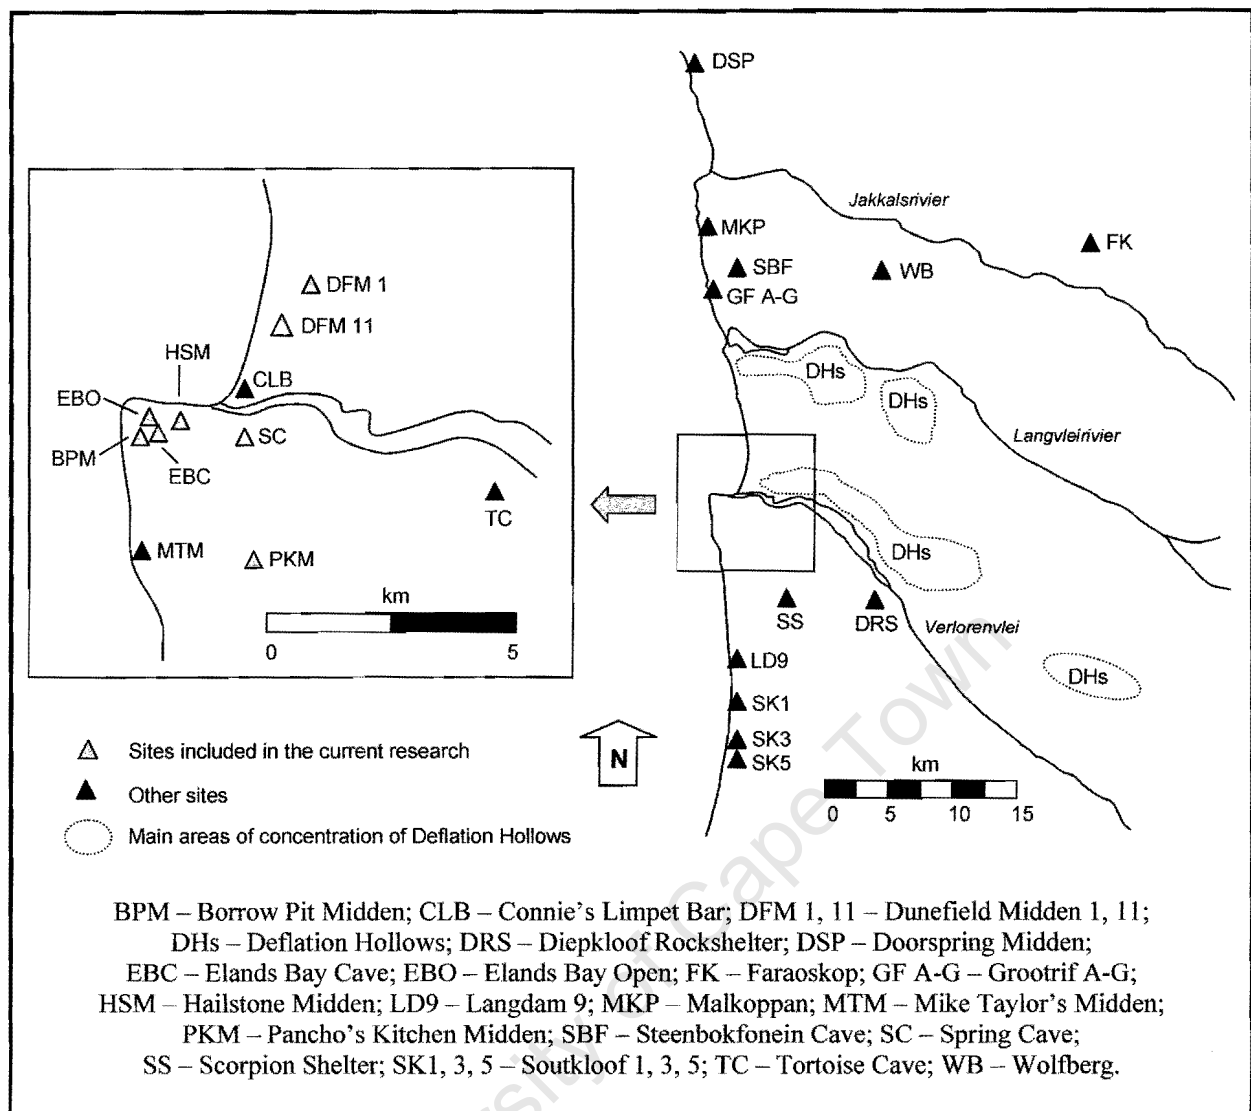 DSP
Jakkalsrivier
MKP
FK
SBF
WB
GF A-G
DHs
DHs
Langvleirivier
DHs
SS
DRS
Verlorenvlei
LD9
DHs
SK1
SK3
SK5
km
0 5 10 15
N
DFM 1
DFM 11
HSM
CLB
EBO
SC
BPM
EBC
TC
MTM
PKM
km
0 5
Sites included in the current research
Other sites
Main areas of concentration of Deflation Hollows
BPM – Borrow Pit Midden; CLB – Connie's Limpet Bar; DFM 1, 11 – Dunefield Midden 1, 11;
DHs – Deflation Hollows; DRS – Diepkloof Rockshelter; DSP – Doorspring Midden;
EBC – Elands Bay Cave; EBO – Elands Bay Open; FK – Faraoskop; GF A-G – Grootrif A-G;
HSM – Hailstone Midden; LD9 – Langdam 9; MKP – Malkoppan; MTM – Mike Taylor's Midden;
PKM – Pancho's Kitchen Midden; SBF – Steenbokfonein Cave; SC – Spring Cave;
SS – Scorpion Shelter; SK1, 3, 5 – Soutkloof 1, 3, 5; TC – Tortoise Cave; WB – Wolfberg.
ersity of Cape Town